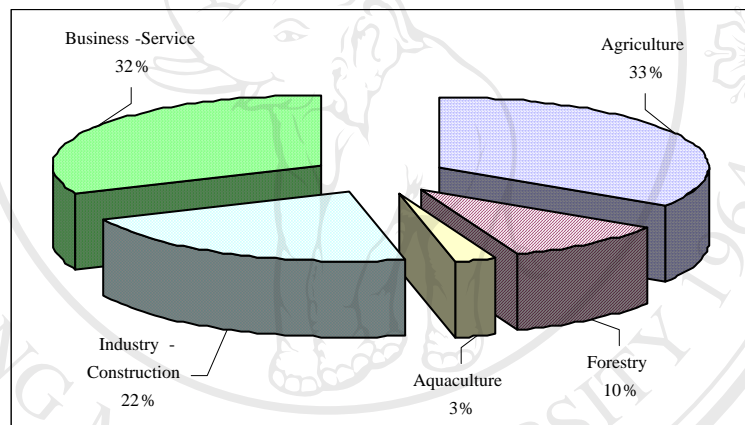 Business -Service
32%
Agriculture
33%
Industry -
Construction
22%
Aquaculture
3%
Forestry
10%